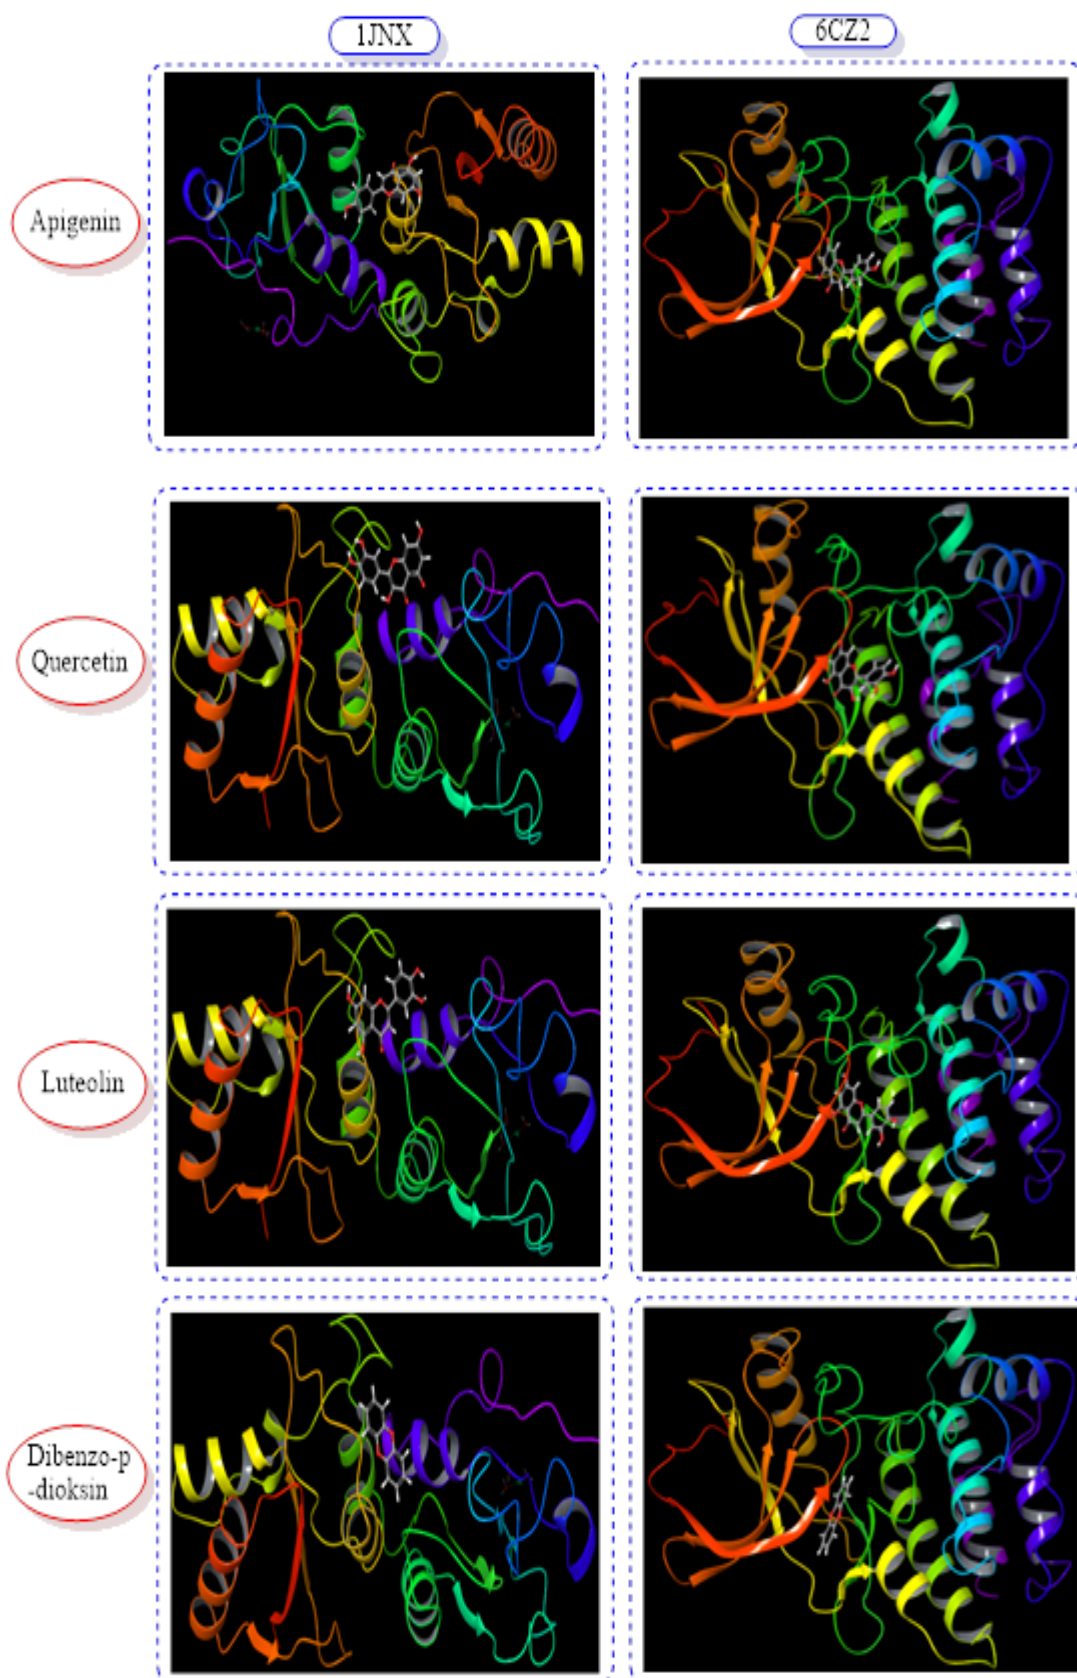 1JNX
6CZ2
Apigenin
Quercetin
Luteolin
Dibenzo-p
-dioksin